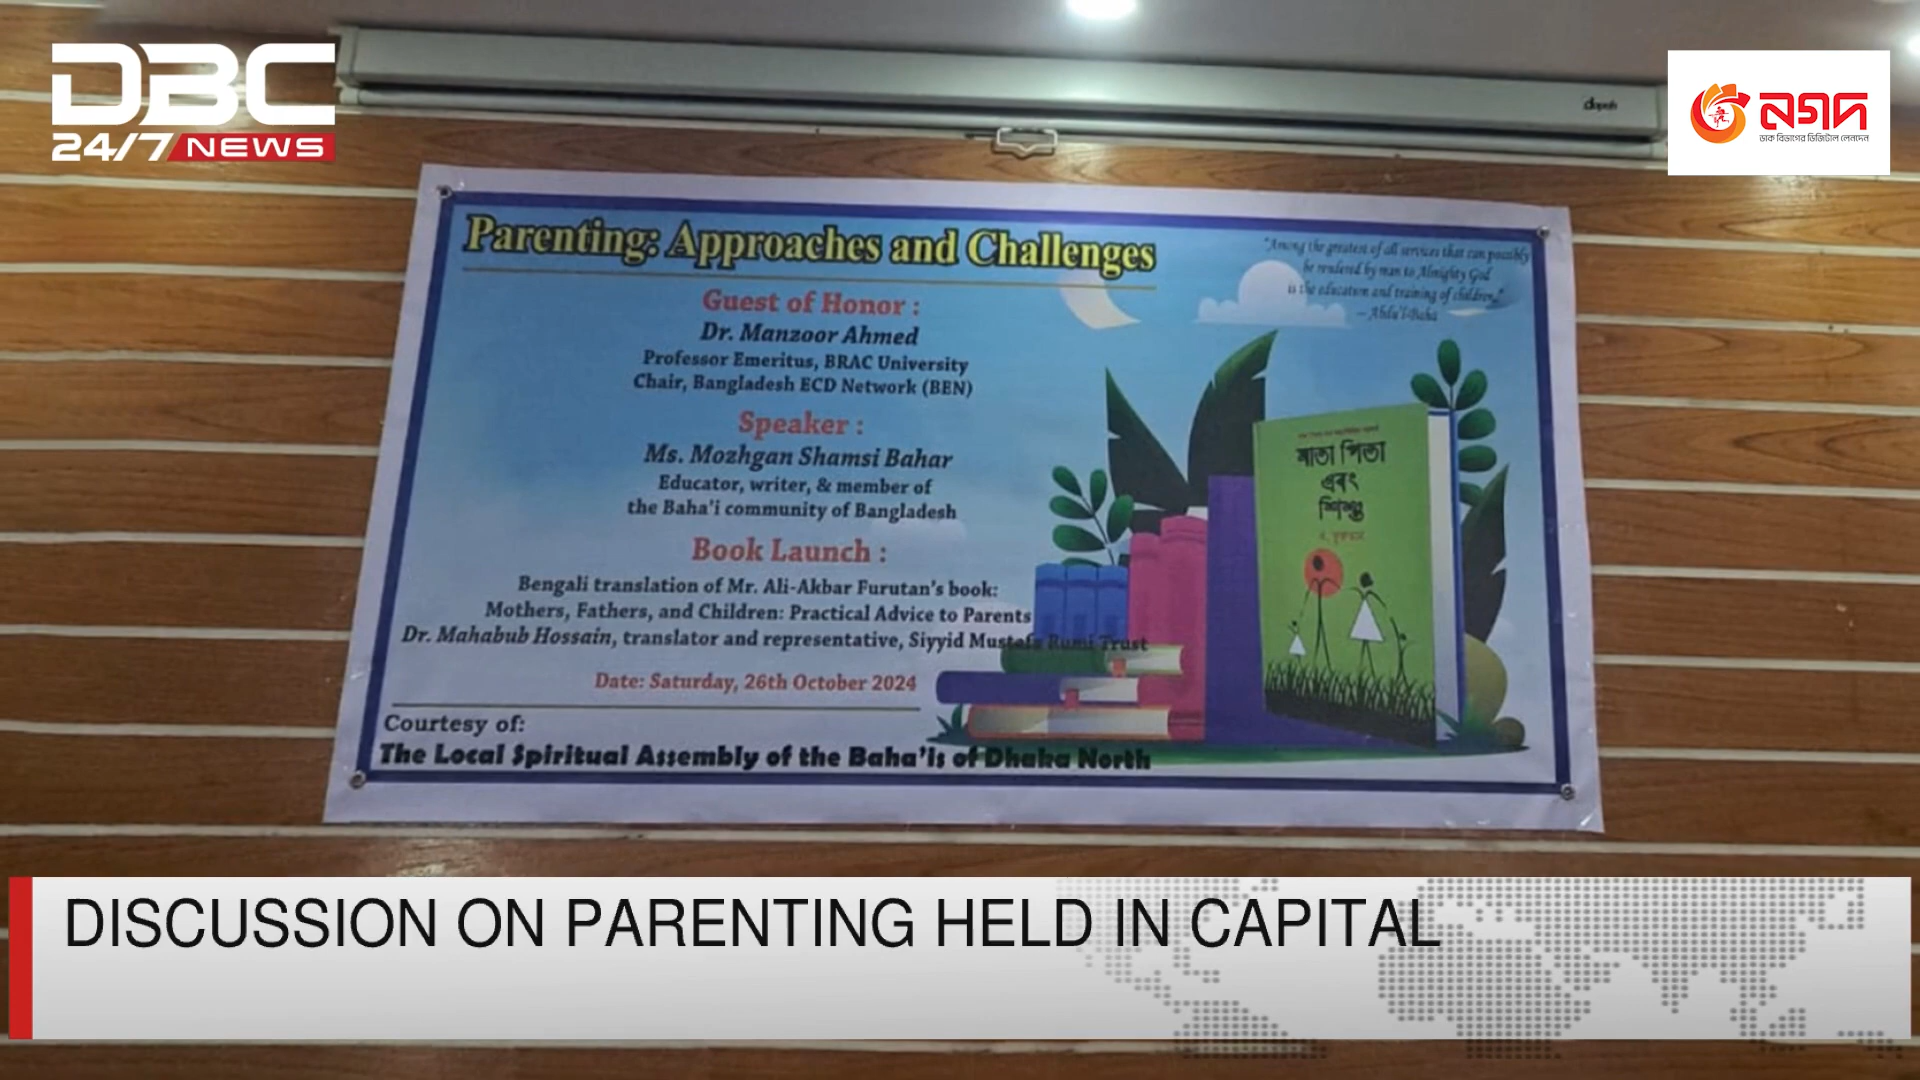 DBC
24/7 NEWS
নগদ
ডাক বিভাগের ডিজিটাল লেনদেন
Parenting: Approaches and Challenges
"Among the greatest of all services that can possibly
be rendered by man to Almighty God
is the education and training of children,"
– Abdu'l-Baha
Guest of Honor :
Dr. Manzoor Ahmed
Professor Emeritus, BRAC University
Chair, Bangladesh ECD Network (BEN)
Speaker :
Ms. Mozhgan Shamsi Bahar
Educator, writer, & member of
the Baha'i community of Bangladesh
Book Launch :
Bengali translation of Mr. Ali-Akbar Furutan's book:
Mothers, Fathers, and Children: Practical Advice to Parents
Dr. Mahabub Hossain, translator and representative, Siyyid Mustafa Rumi Trust
Date: Saturday, 26th October 2024
Courtesy of:
The Local Spiritual Assembly of the Baha'is of Dhaka North
মাতা পিতা
এবং
শিশু
DISCUSSION ON PARENTING HELD IN CAPITAL